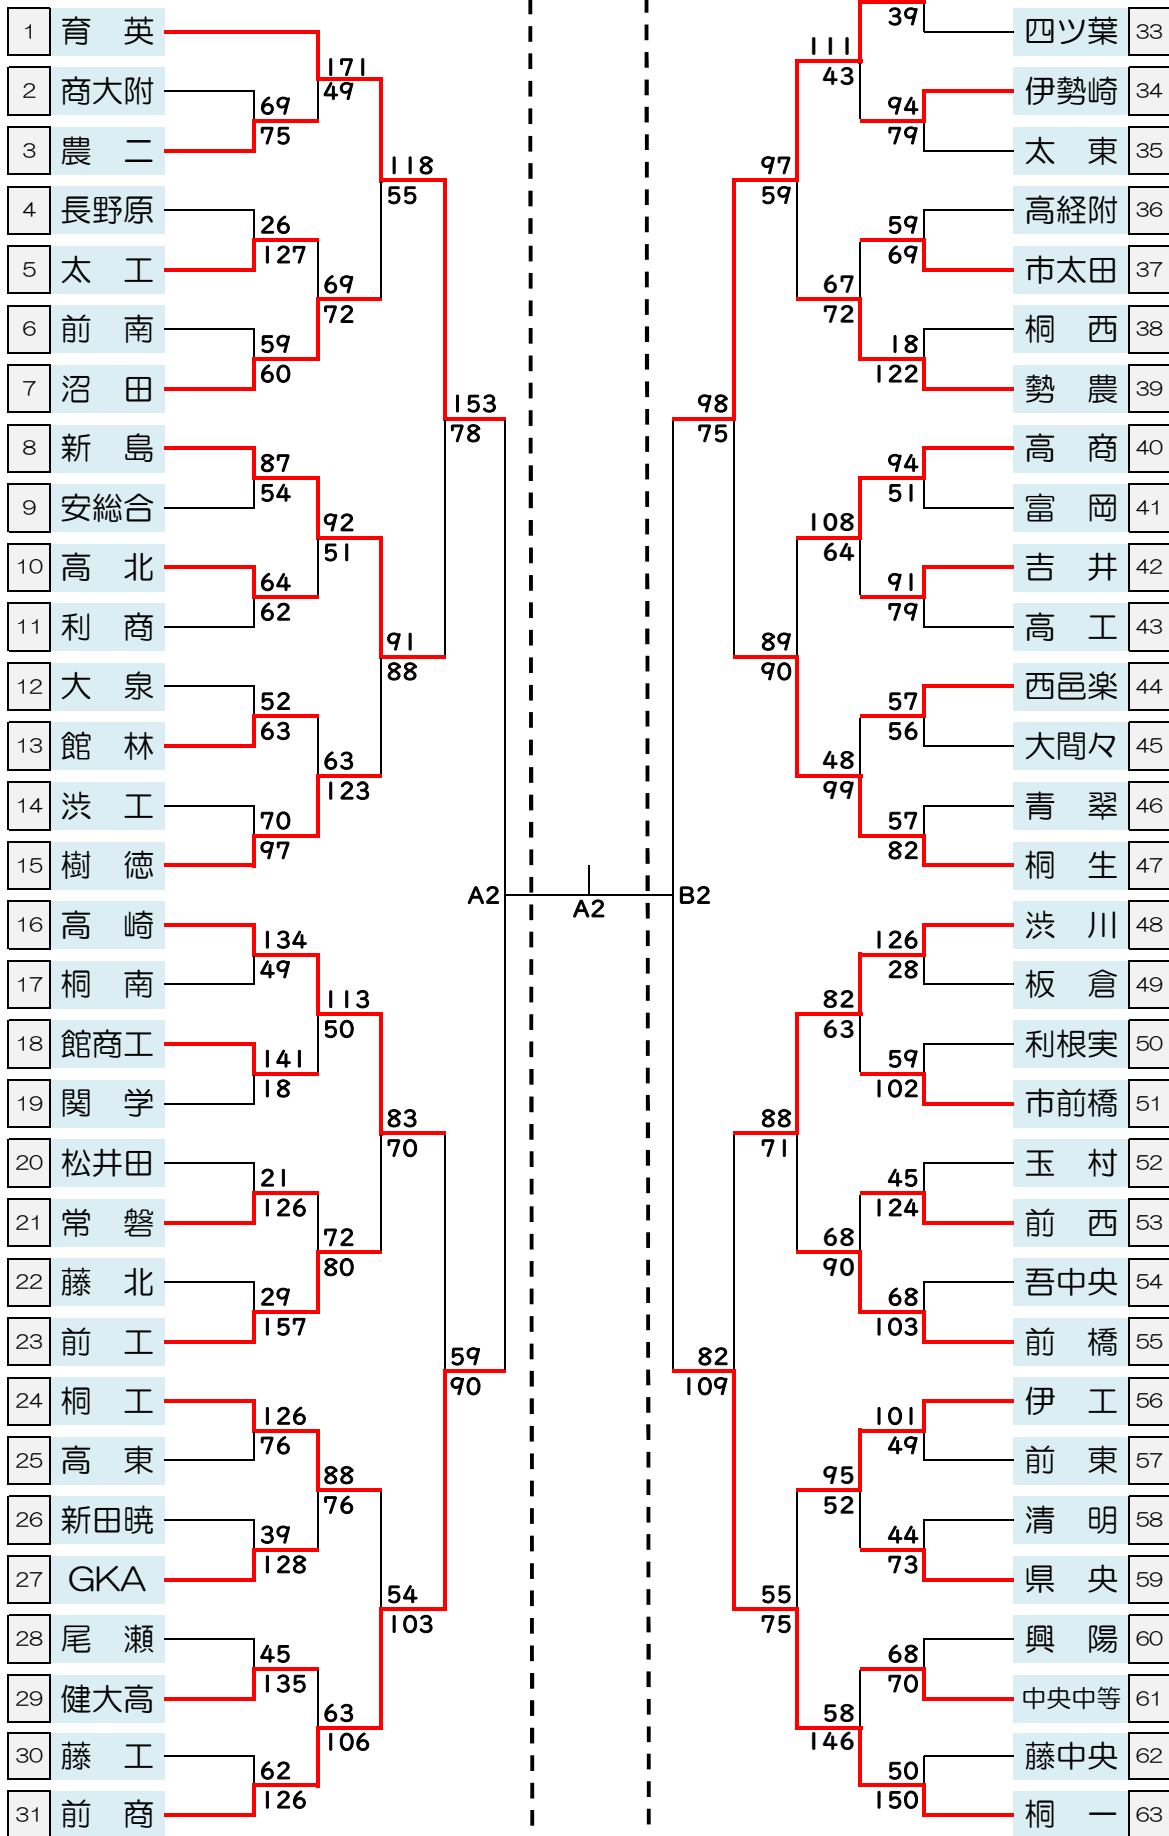 1 育 英
2 商大附
3 農 二
4 長野原
5 太 工
6 前 南
7 沼 田
8 新 島
9 安総合
10 高 北
11 利 商
12 大 泉
13 館 林
14 渋 工
15 樹 徳
16 高 崎
17 桐 南
18 館商工
19 関 学
20 松井田
21 常 磐
22 藤 北
23 前 工
24 桐 工
25 高 東
26 新田暁
27 GKA
28 尾 瀬
29 健大高
30 藤 工
31 前 商
69
75
26
127
59
60
87
54
64
62
52
63
70
97
134
49
141
18
21
126
29
157
126
76
39
128
45
135
62
126
171
49
69
72
92
51
63
123
113
50
72
80
88
76
63
106
118
55
91
88
83
70
54
103
153
78
59
90
A2
A2
B2
98
75
82
109
97
59
89
90
88
71
55
75
111
43
67
72
108
64
48
99
82
63
68
90
95
52
58
146
39
94
79
59
69
18
122
94
51
91
79
57
56
57
82
126
28
59
102
45
124
68
103
101
49
44
73
68
70
50
150
四ツ葉 33
伊勢崎 34
太 東 35
高経附 36
市太田 37
桐 西 38
勢 農 39
高 商 40
富 岡 41
吉 井 42
高 工 43
西邑楽 44
大間々 45
青 翠 46
桐 生 47
渋 川 48
板 倉 49
利根実 50
市前橋 51
玉 村 52
前 西 53
吾中央 54
前 橋 55
伊 工 56
前 東 57
清 明 58
県 央 59
興 陽 60
中央中等 61
藤中央 62
桐 一 63